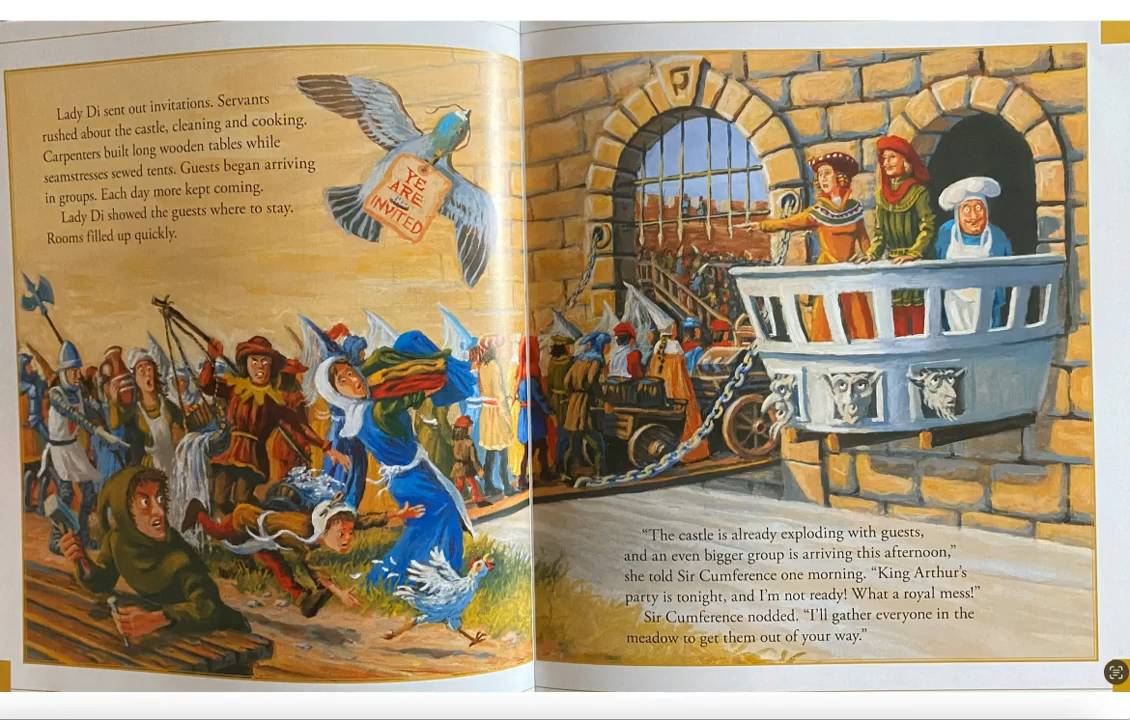 Lady Di sent out invitations. Servants
rushed about the castle, cleaning and cooking.
Carpenters built long wooden tables while
seamstresses sewed tents. Guests began arriving
in groups. Each day more kept coming.
Lady Di showed the guests where to stay.
Rooms filled up quickly.
YE
ARE
INVITED
“The castle is already exploding with guests,
and an even bigger group is arriving this afternoon,”
she told Sir Cumference one morning. “King Arthur’s
party is tonight, and I’m not ready! What a royal mess!”
Sir Cumference nodded. “I’ll gather everyone in the
meadow to get them out of your way.”